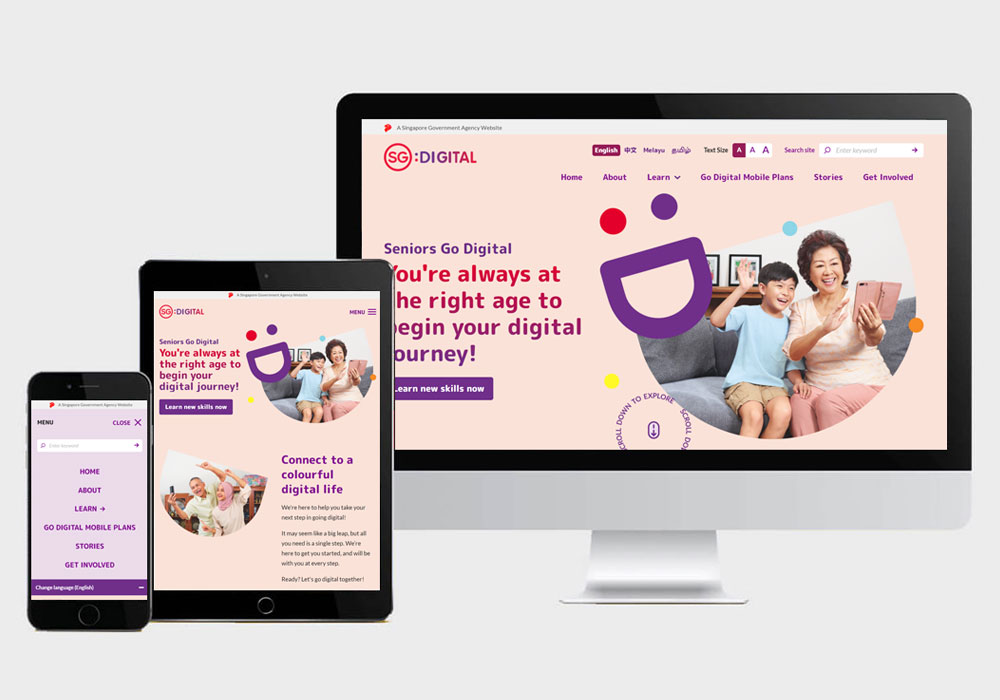 A Singapore Government Agency Website
SG:DIGITAL
English 中文 Melayu தமிழ் Text Size A A A Search site Enter keyword
Home About Learn Go Digital Mobile Plans Stories Get Involved
Seniors Go Digital
You're always at
the right age to
begin your digital
journey!
Learn new skills now
SCROLL DOWN TO EXPLORE SCROLL DO
A Singapore Government Agency Website
SG:DIGITAL
MENU
Seniors Go Digital
You're always at
the right age to
begin your
digital journey!
Learn new skills now
Connect to a
colourful
digital life
We're here to help you take your
next step in going digital!
It may seem like a big leap, but all
you need is a single step. We're
here to get you started, and will be
with you at every step.
Ready? Let's go digital together!
A Singapore Government Agency Website
MENU CLOSE
Enter keyword
HOME
ABOUT
LEARN
GO DIGITAL MOBILE PLANS
STORIES
GET INVOLVED
Change language (English)